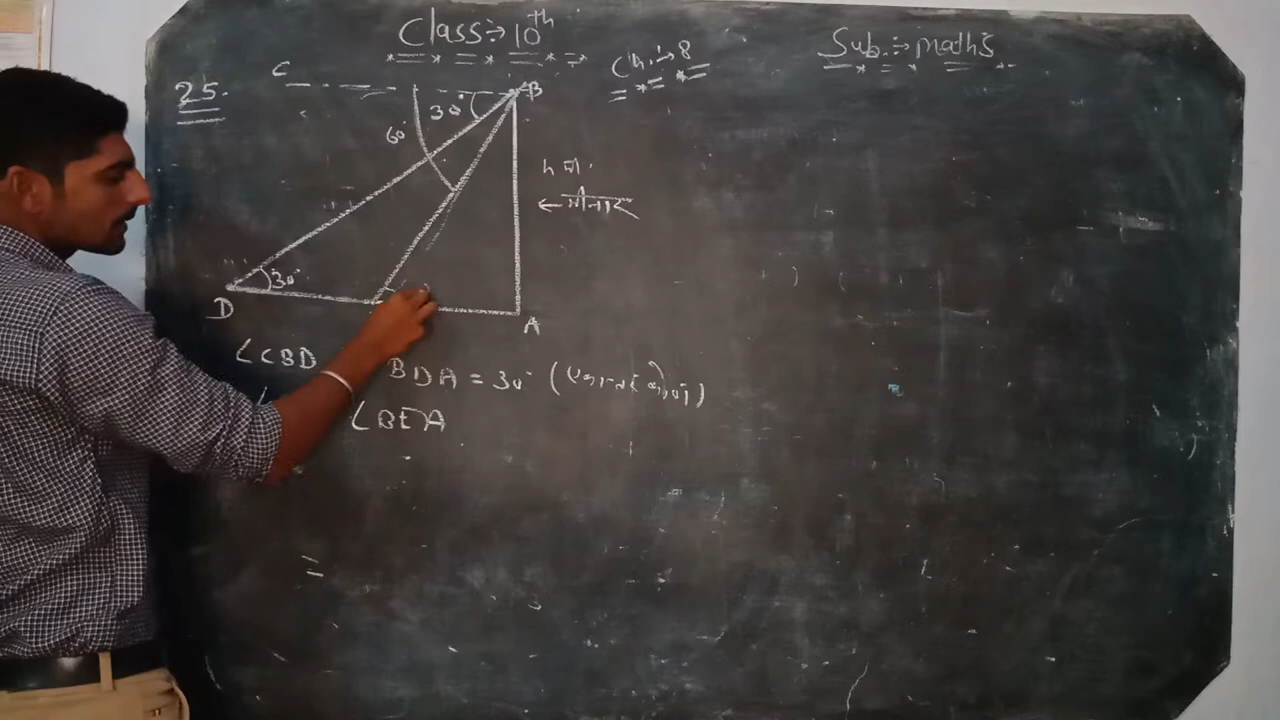 Class:- 10th
Sub. :- maths
Ch. :- 8
25.
C
B
30°
60°
h मी.
← मीनार
30°
D
A
∠CBD
BDA = 30° (एकान्तर कोण)
∠BEA
=